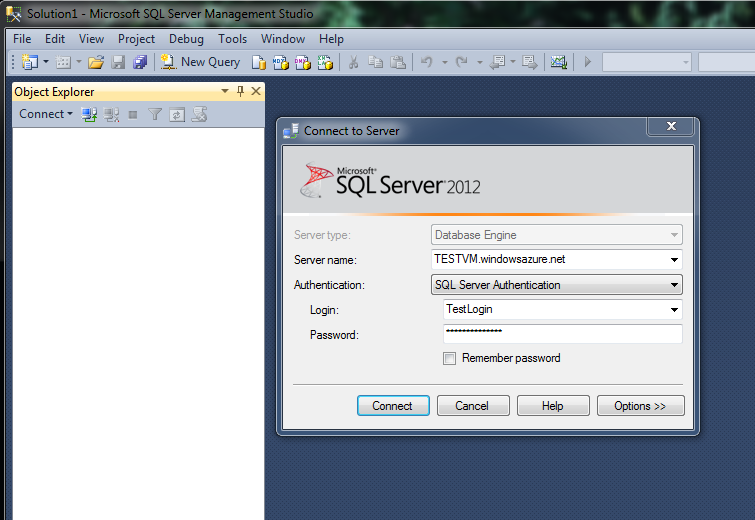 Solution1 - Microsoft SQL Server Management Studio
File Edit View Project Debug Tools Window Help
New Query
Object Explorer
Connect
Connect to Server
Microsoft®
SQL Server® 2012
Server type: Database Engine
Server name: TESTVM.windowsazure.net
Authentication: SQL Server Authentication
Login: TestLogin
Password: **************
Remember password
Connect Cancel Help Options >>